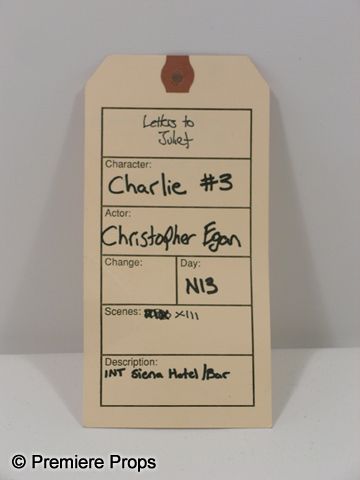 Letters to
Juliet
Character:
Charlie #3
Actor:
Christopher Egan
Change:
Day:
N13
Scenes: XIII
Description:
INT Siena Hotel/Bar
© Premiere Props